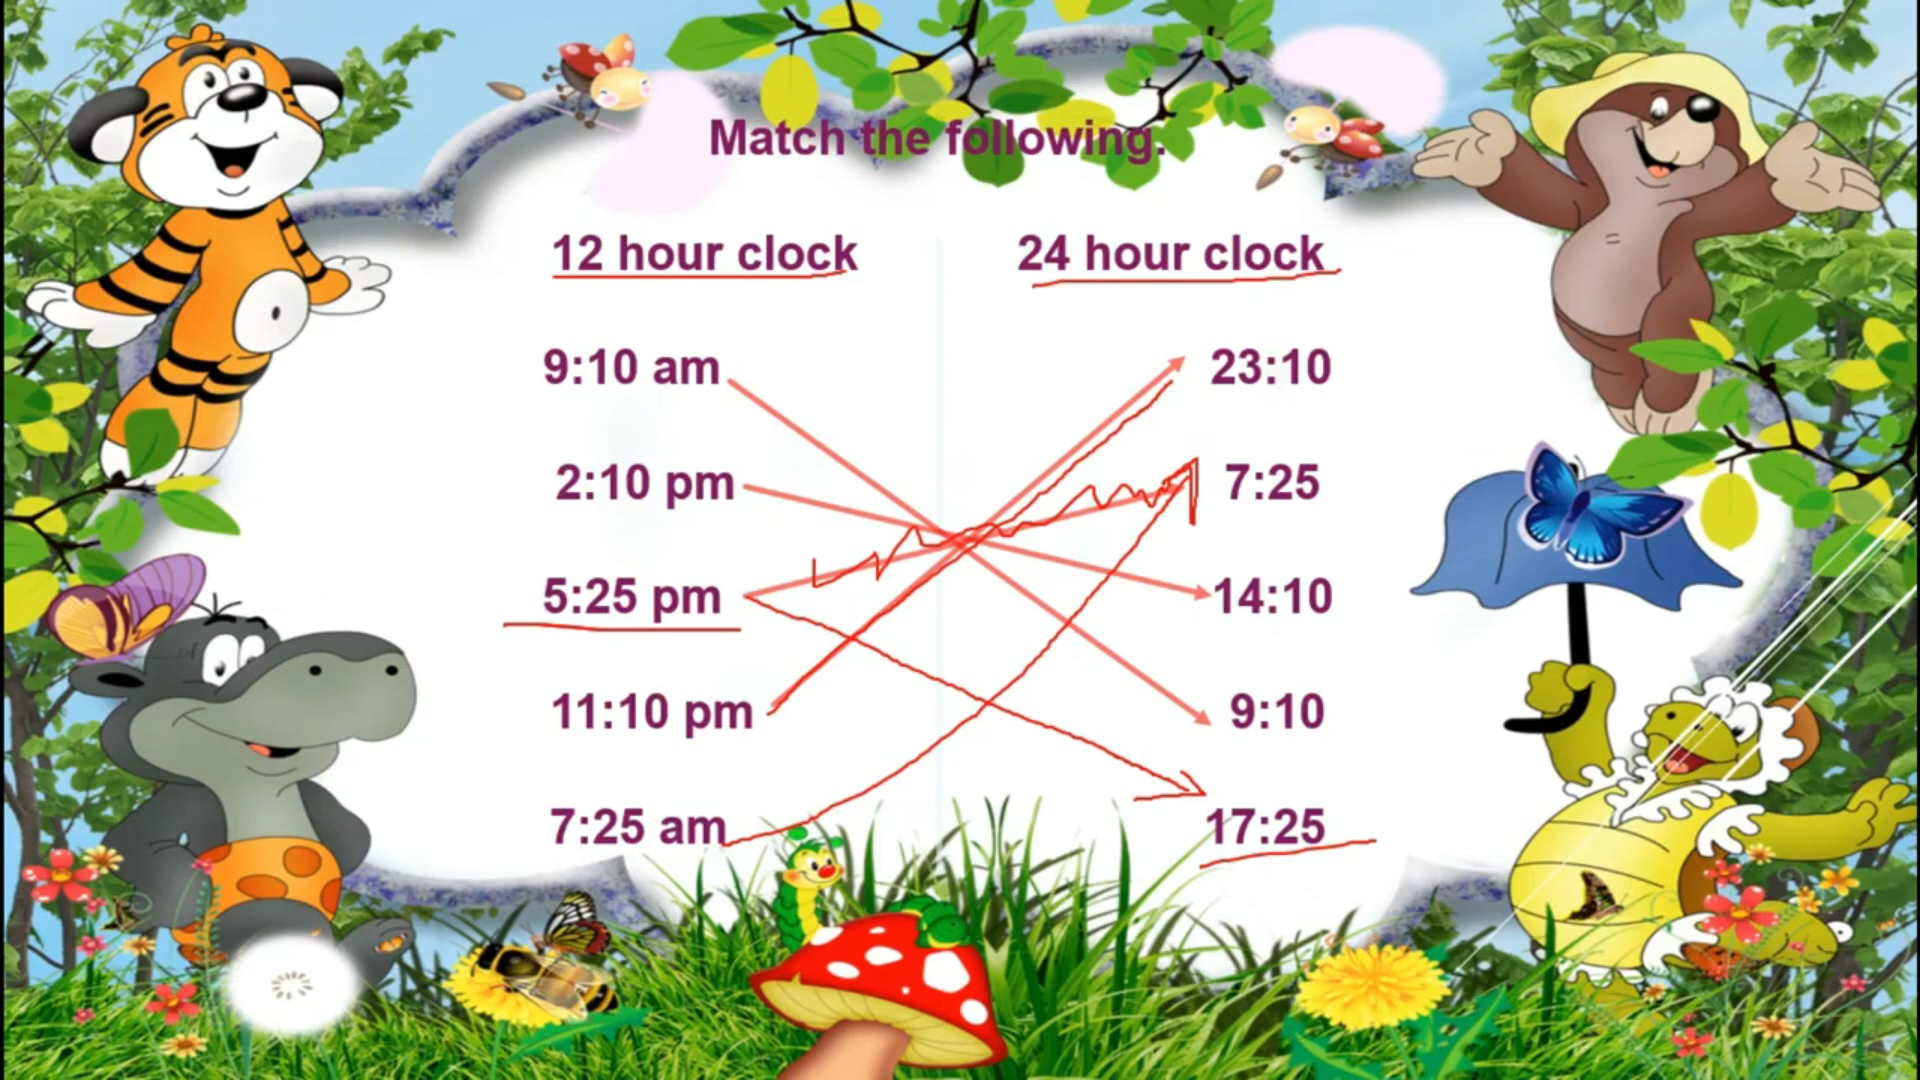 Match the following.
12 hour clock 24 hour clock
9:10 am 23:10
2:10 pm 7:25
5:25 pm 14:10
11:10 pm 9:10
7:25 am 17:25